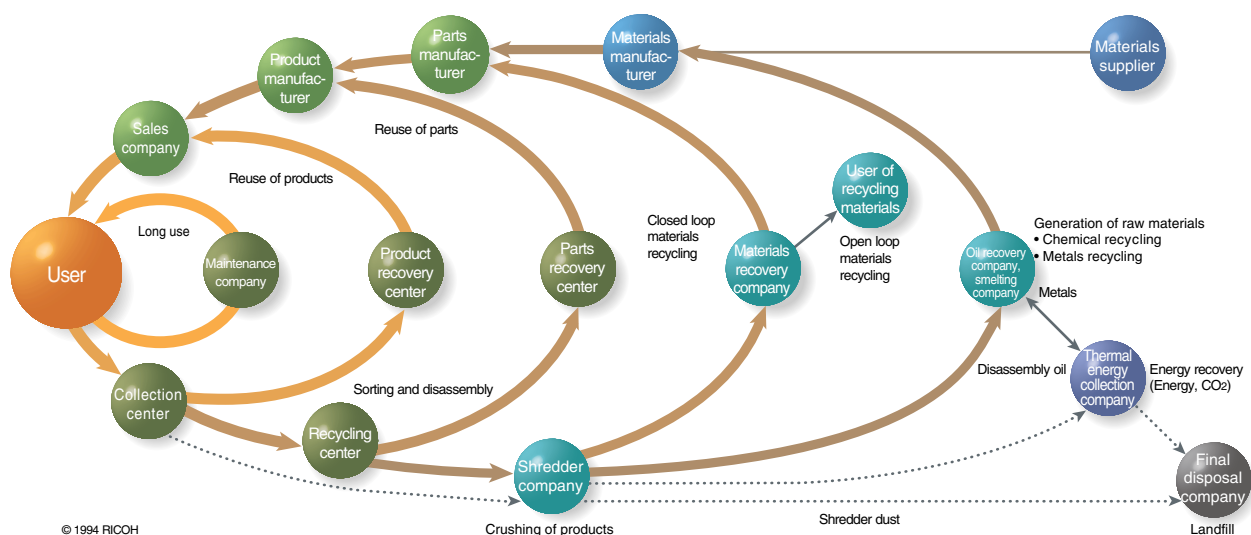 Parts
manufac-
turer
Materials
manufac-
turer
Materials
supplier
Product
manufac-
turer
Sales
company
Reuse of parts
Reuse of products
User of
recycling
materials
Long use
Closed loop
materials
recycling
Generation of raw materials
• Chemical recycling
• Metals recycling
User
Maintenance
company
Product
recovery
center
Parts
recovery
center
Materials
recovery
company
Open loop
materials
recycling
Oil recovery
company,
smelting
company
Metals
Disassembly oil
Thermal
energy
collection
company
Energy recovery
(Energy, CO2)
Collection
center
Sorting and disassembly
Recycling
center
Shredder
company
Final
disposal
company
Shredder dust
Crushing of products
Landfill
© 1994 RICOH